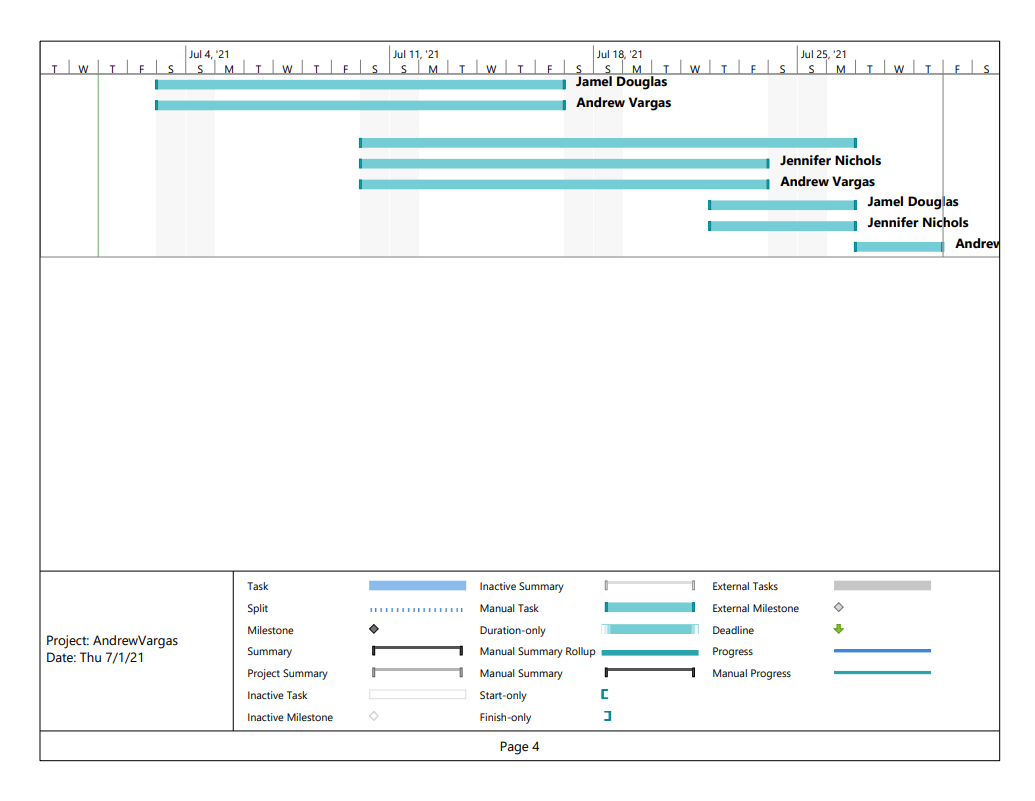 Jul 4, '21 Jul 11, '21 Jul 18, '21 Jul 25, '21
T W T F S S M T W T F S S M T W T F S S M T W T F S S M T W T F S
Jamel Douglas
Andrew Vargas
Jennifer Nichols
Andrew Vargas
Jamel Douglas
Jennifer Nichols
Andrew
Project: AndrewVargas
Date: Thu 7/1/21
Task
Split
Milestone
Summary
Project Summary
Inactive Task
Inactive Milestone
Inactive Summary
Manual Task
Duration-only
Manual Summary Rollup
Manual Summary
Start-only
Finish-only
External Tasks
External Milestone
Deadline
Progress
Manual Progress
Page 4